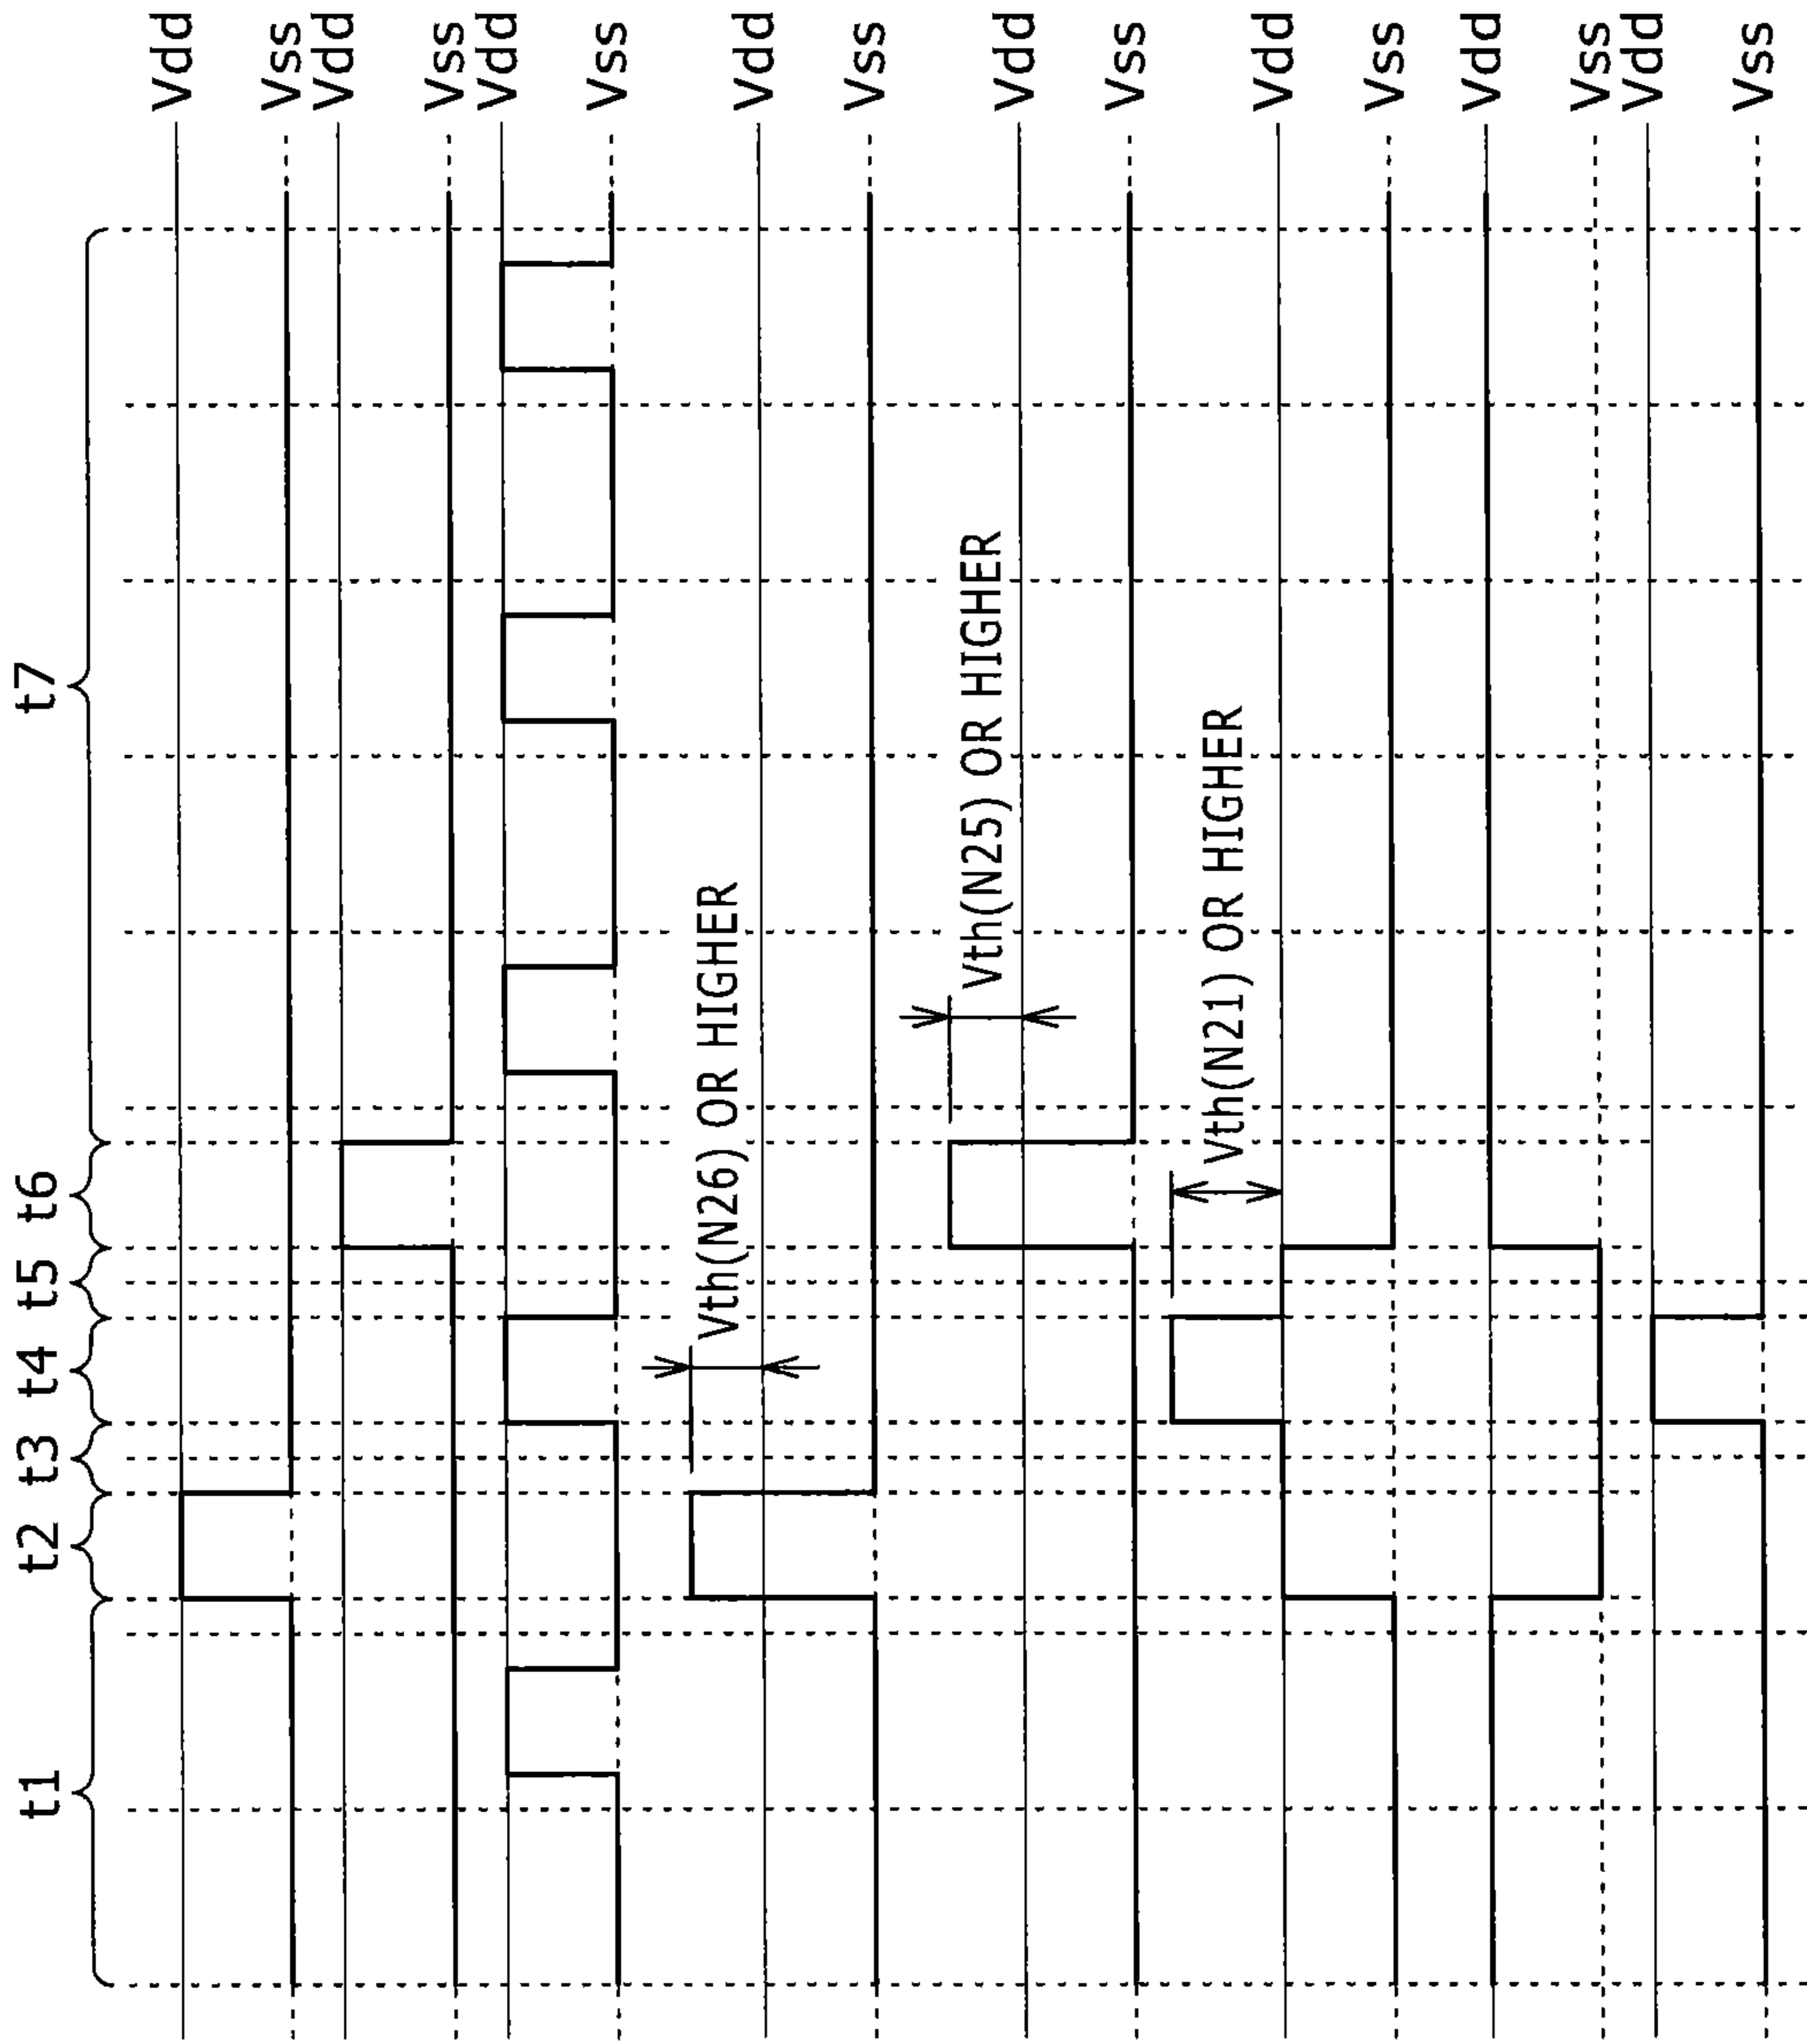 t1 t2 t3 t4 t5 t6 t7
Vdd
Vss
Vdd
Vss
Vdd
Vss
Vth(N26) OR HIGHER
Vdd
Vss
Vth(N25) OR HIGHER
Vdd
Vss
Vth(N21) OR HIGHER
Vdd
Vss
Vdd
Vss
Vdd
Vss